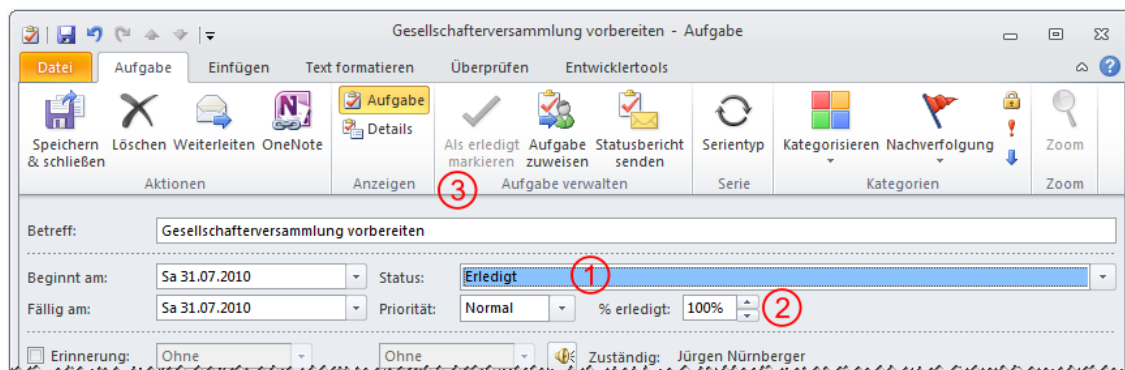 Gesellschafterversammlung vorbereiten - Aufgabe
Datei Aufgabe Einfügen Text formatieren Überprüfen Entwicklertools
Speichern & schließen
Löschen Weiterleiten OneNote
Aufgabe
Details
Als erledigt markieren
Aufgabe zuweisen
Statusbericht senden
Serientyp Kategorisieren Nachverfolgung Zoom
Aktionen Anzeigen 3 Aufgabe verwalten Serie Kategorien Zoom
Betreff: Gesellschafterversammlung vorbereiten
Beginnt am: Sa 31.07.2010 Status: Erledigt 1
Fällig am: Sa 31.07.2010 Priorität: Normal % erledigt: 100% 2
Erinnerung: Ohne Ohne Zuständig: Jürgen Nürnberger